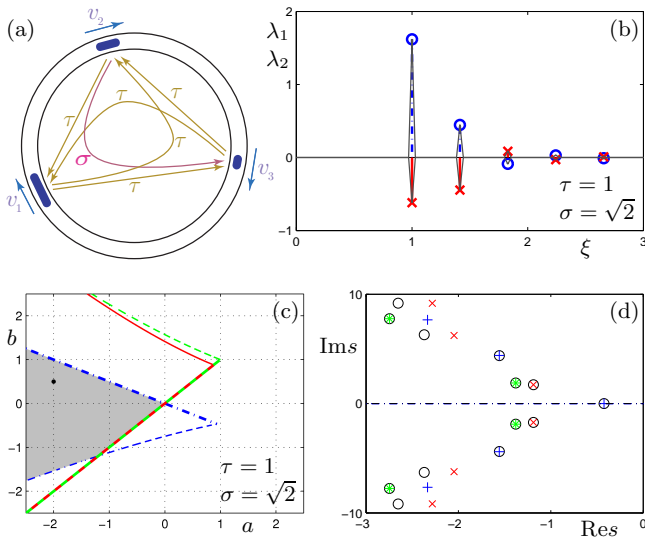 (a)
v₂
τ
τ
τ
τ
σ
τ
v₃
v₁
(b)
λ₁
λ₂
2
1
0
−1
0
1
2
3
ξ
τ = 1
σ = √2
(c)
b
2
1
0
−1
−2
−2
−1
0
1
2
a
τ = 1
σ = √2
(d)
10
Ims
0
−10
−3
−2
−1
0
Res